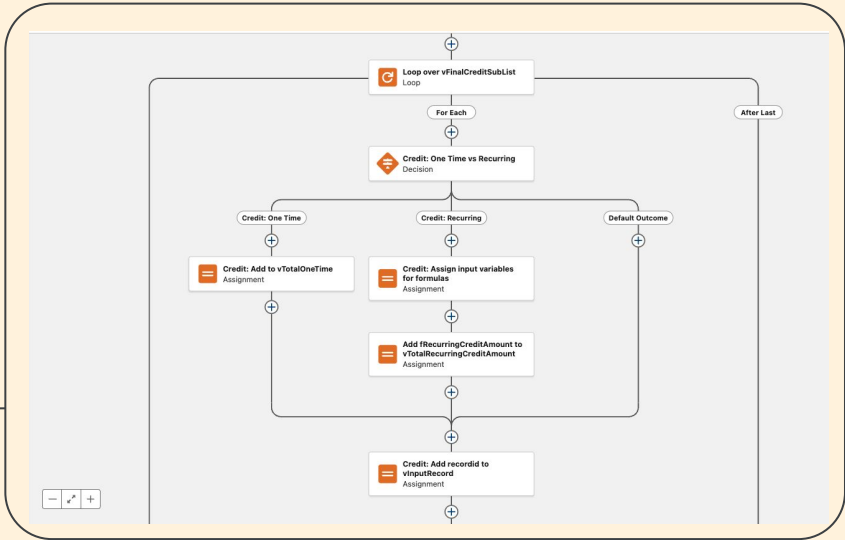 Loop over vFinalCreditSubList
Loop
For Each
After Last
Credit: One Time vs Recurring
Decision
Credit: One Time
Credit: Recurring
Default Outcome
Credit: Add to vTotalOneTime
Assignment
Credit: Assign input variables
for formulas
Assignment
Add fRecurringCreditAmount to
vTotalRecurringCreditAmount
Assignment
Credit: Add recordid to
vInputRecord
Assignment